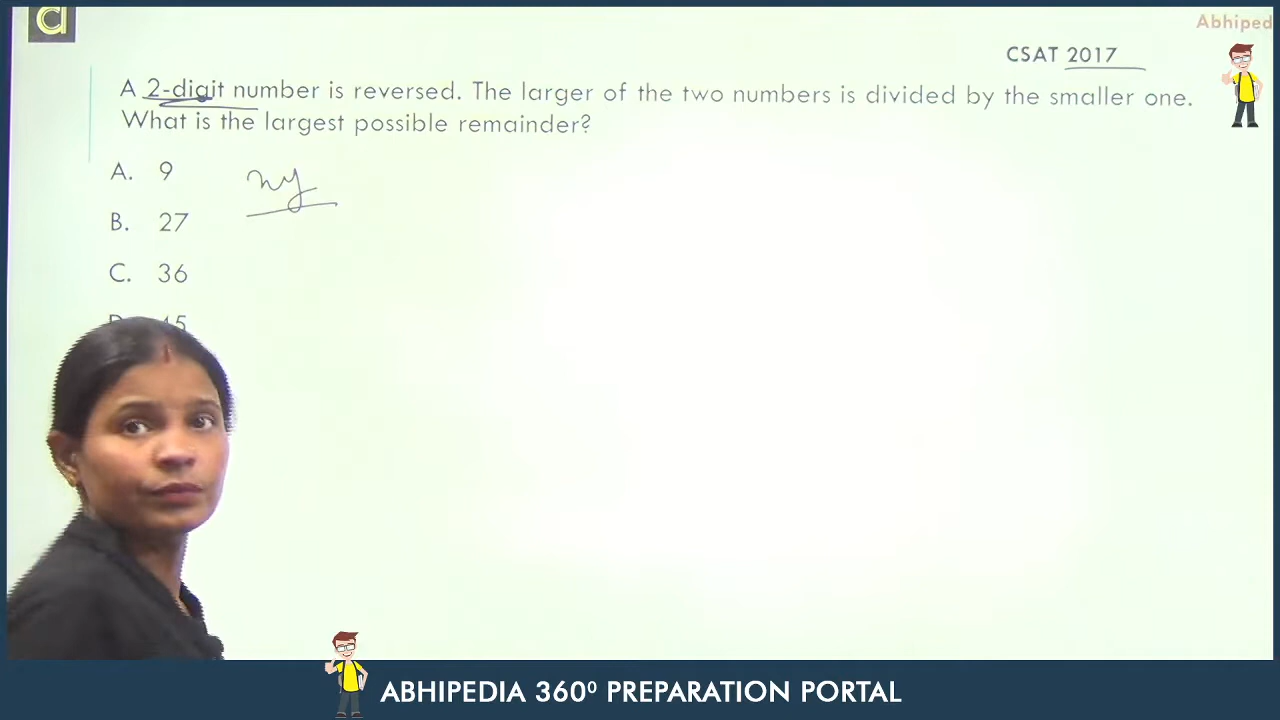 a
Abhiped
CSAT 2017
A 2-digit number is reversed. The larger of the two numbers is divided by the smaller one.
What is the largest possible remainder?
A. 9
xy
B. 27
C. 36
ABHIPEDIA 360⁰ PREPARATION PORTAL